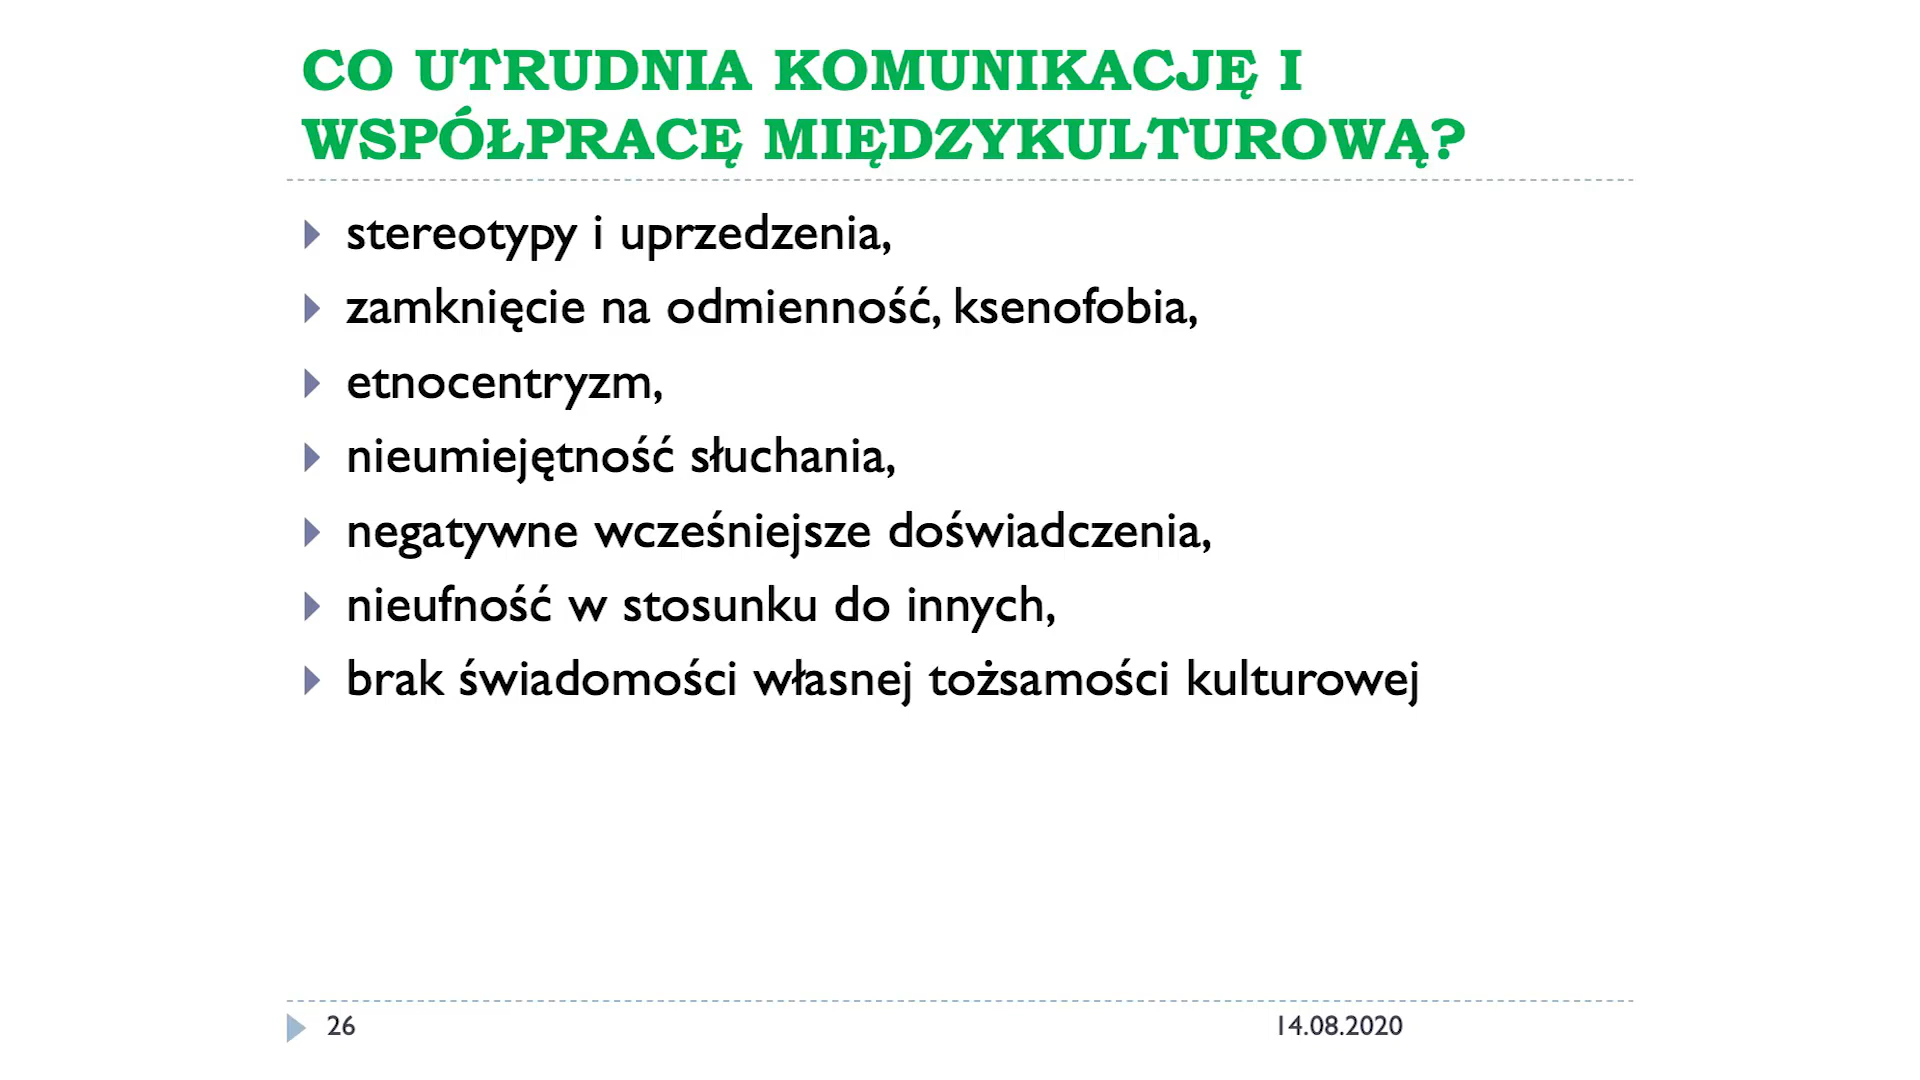 CO UTRUDNIA KOMUNIKACJĘ I
WSPÓŁPRACĘ MIĘDZYKULTUROWĄ?
stereotypy i uprzedzenia,
zamknięcie na odmienność, ksenofobia,
etnocentryzm,
nieumiejętność słuchania,
negatywne wcześniejsze doświadczenia,
nieufność w stosunku do innych,
brak świadomości własnej tożsamości kulturowej
26
14.08.2020